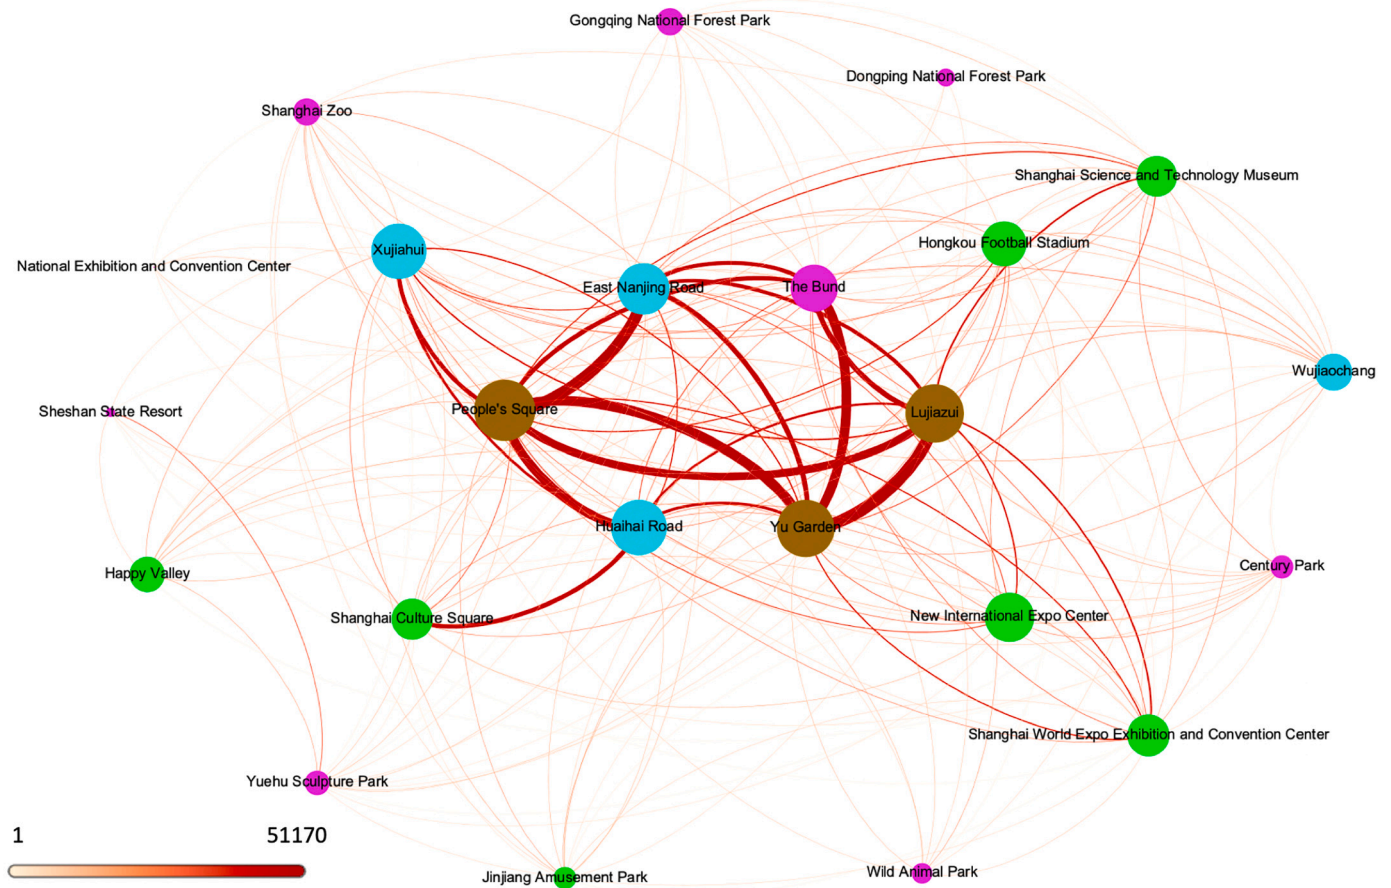 Gongqing National Forest Park
Dongping National Forest Park
Shanghai Zoo
Shanghai Science and Technology Museum
Hongkou Football Stadium
Xujiahui
National Exhibition and Convention Center
East Nanjing Road
The Bund
Wujiaochang
People's Square
Sheshan State Resort
Lujiazui
Huaihai Road
Yu Garden
Century Park
Happy Valley
Shanghai Culture Square
New International Expo Center
Shanghai World Expo Exhibition and Convention Center
Yuehu Sculpture Park
1
51170
Jinjiang Amusement Park
Wild Animal Park